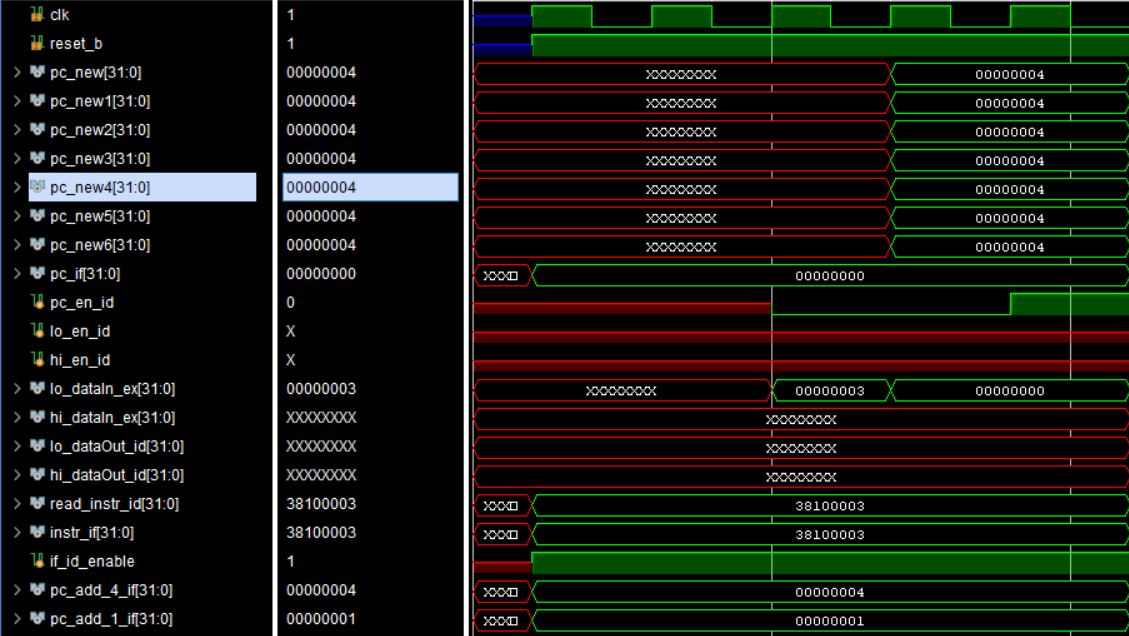 clk 1
reset_b 1
pc_new[31:0] 00000004 XXXXXXXX 00000004
pc_new1[31:0] 00000004 XXXXXXXX 00000004
pc_new2[31:0] 00000004 XXXXXXXX 00000004
pc_new3[31:0] 00000004 XXXXXXXX 00000004
pc_new4[31:0] 00000004 XXXXXXXX 00000004
pc_new5[31:0] 00000004 XXXXXXXX 00000004
pc_new6[31:0] 00000004 XXXXXXXX 00000004
pc_if[31:0] 00000000 XXX 00000000
pc_en_id 0
lo_en_id X
hi_en_id X
lo_dataIn_ex[31:0] 00000003 XXXXXXXX 00000003 00000000
hi_dataIn_ex[31:0] XXXXXXXX XXXXXXXX
lo_dataOut_id[31:0] XXXXXXXX XXXXXXXX
hi_dataOut_id[31:0] XXXXXXXX XXXXXXXX
read_instr_id[31:0] 38100003 XXX 38100003
instr_if[31:0] 38100003 XXX 38100003
if_id_enable 1
pc_add_4_if[31:0] 00000004 XXX 00000004
pc_add_1_if[31:0] 00000001 XXX 00000001